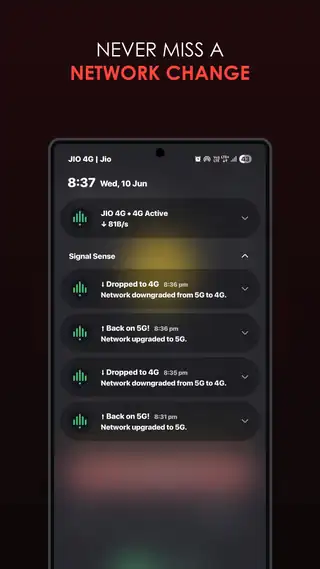 NEVER MISS A
NETWORK CHANGE
JIO 4G | Jio
43
8:37 Wed, 10 Jun
JIO 4G • 4G Active
↓ 81B/s
Signal Sense
↓ Dropped to 4G 8:36 pm
Network downgraded from 5G to 4G.
↑ Back on 5G! 8:36 pm
Network upgraded to 5G.
↓ Dropped to 4G 8:35 pm
Network downgraded from 5G to 4G.
↑ Back on 5G! 8:31 pm
Network upgraded to 5G.